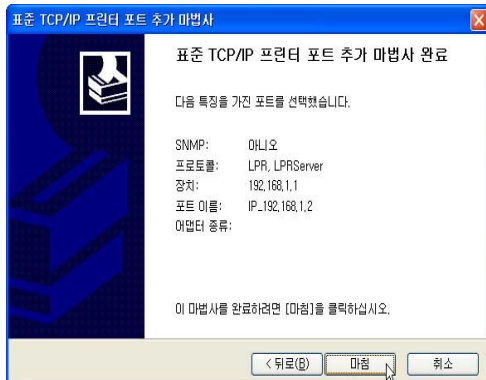 표준 TCP/IP 프린터 포트 추가 마법사
표준 TCP/IP 프린터 포트 추가 마법사 완료
다음 특징을 가진 포트를 선택했습니다.
SNMP: 아니오
프로토콜: LPR, LPRServer
장치: 192.168.1.1
포트 이름: IP_192.168.1.2
어댑터 종류:
이 마법사를 완료하려면 [마침]을 클릭하십시오.
< 뒤로(B) 마침 취소